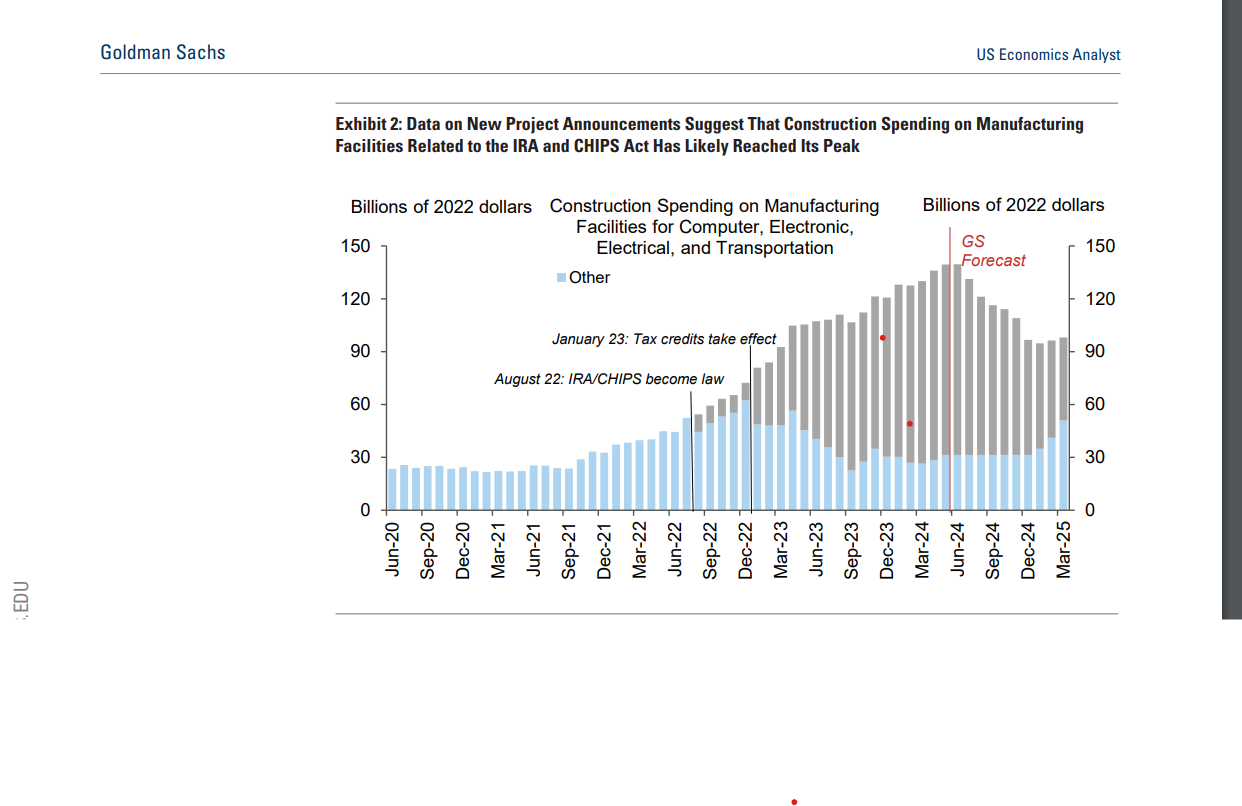 Goldman Sachs
US Economics Analyst
Exhibit 2: Data on New Project Announcements Suggest That Construction Spending on Manufacturing
Facilities Related to the IRA and CHIPS Act Has Likely Reached Its Peak
Billions of 2022 dollars
Construction Spending on Manufacturing
Facilities for Computer, Electronic,
Electrical, and Transportation
Billions of 2022 dollars
Other
GS
Forecast
January 23: Tax credits take effect
August 22: IRA/CHIPS become law
150
120
90
60
30
0
150
120
90
60
30
0
Jun-20
Sep-20
Dec-20
Mar-21
Jun-21
Sep-21
Dec-21
Mar-22
Jun-22
Sep-22
Dec-22
Mar-23
Jun-23
Sep-23
Dec-23
Mar-24
Jun-24
Sep-24
Dec-24
Mar-25
.EDU